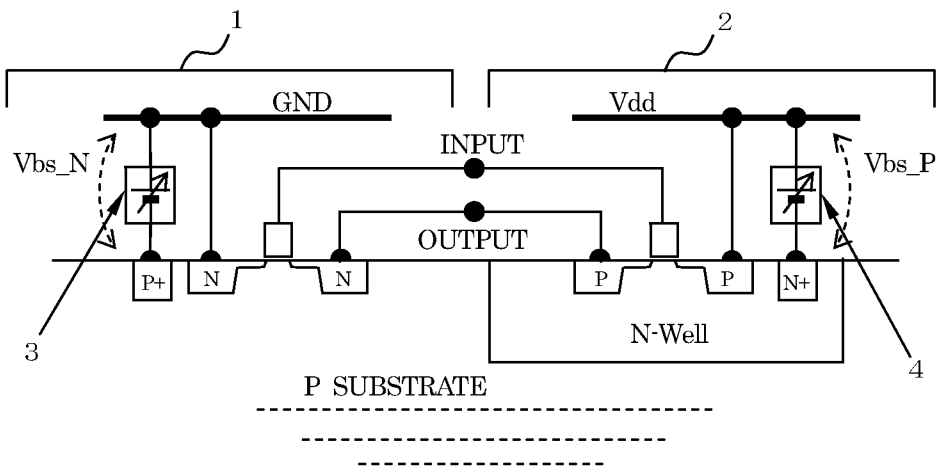 1
2
GND
Vdd
Vbs_N
INPUT
Vbs_P
OUTPUT
P+
N
N
P
P
N+
3
N-Well
4
P SUBSTRATE